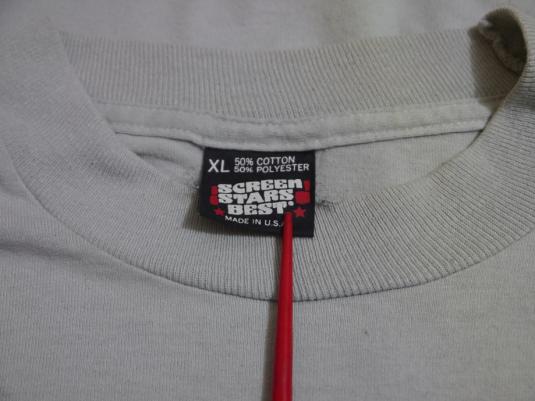 XL 50% COTTON
50% POLYESTER
SCREEN
STARS
BEST
MADE IN U.S.